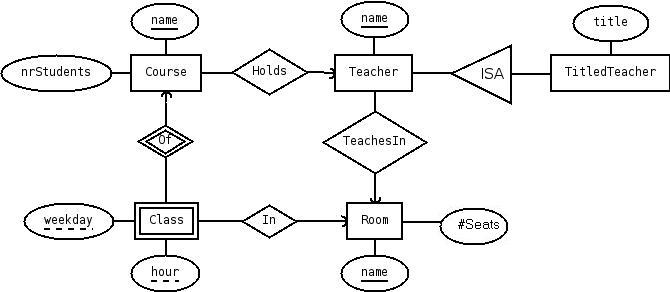 name
name
title
nrStudents
Course
Holds
Teacher
ISA
TitledTeacher
Of
TeachesIn
weekday
Class
In
Room
#Seats
hour
name